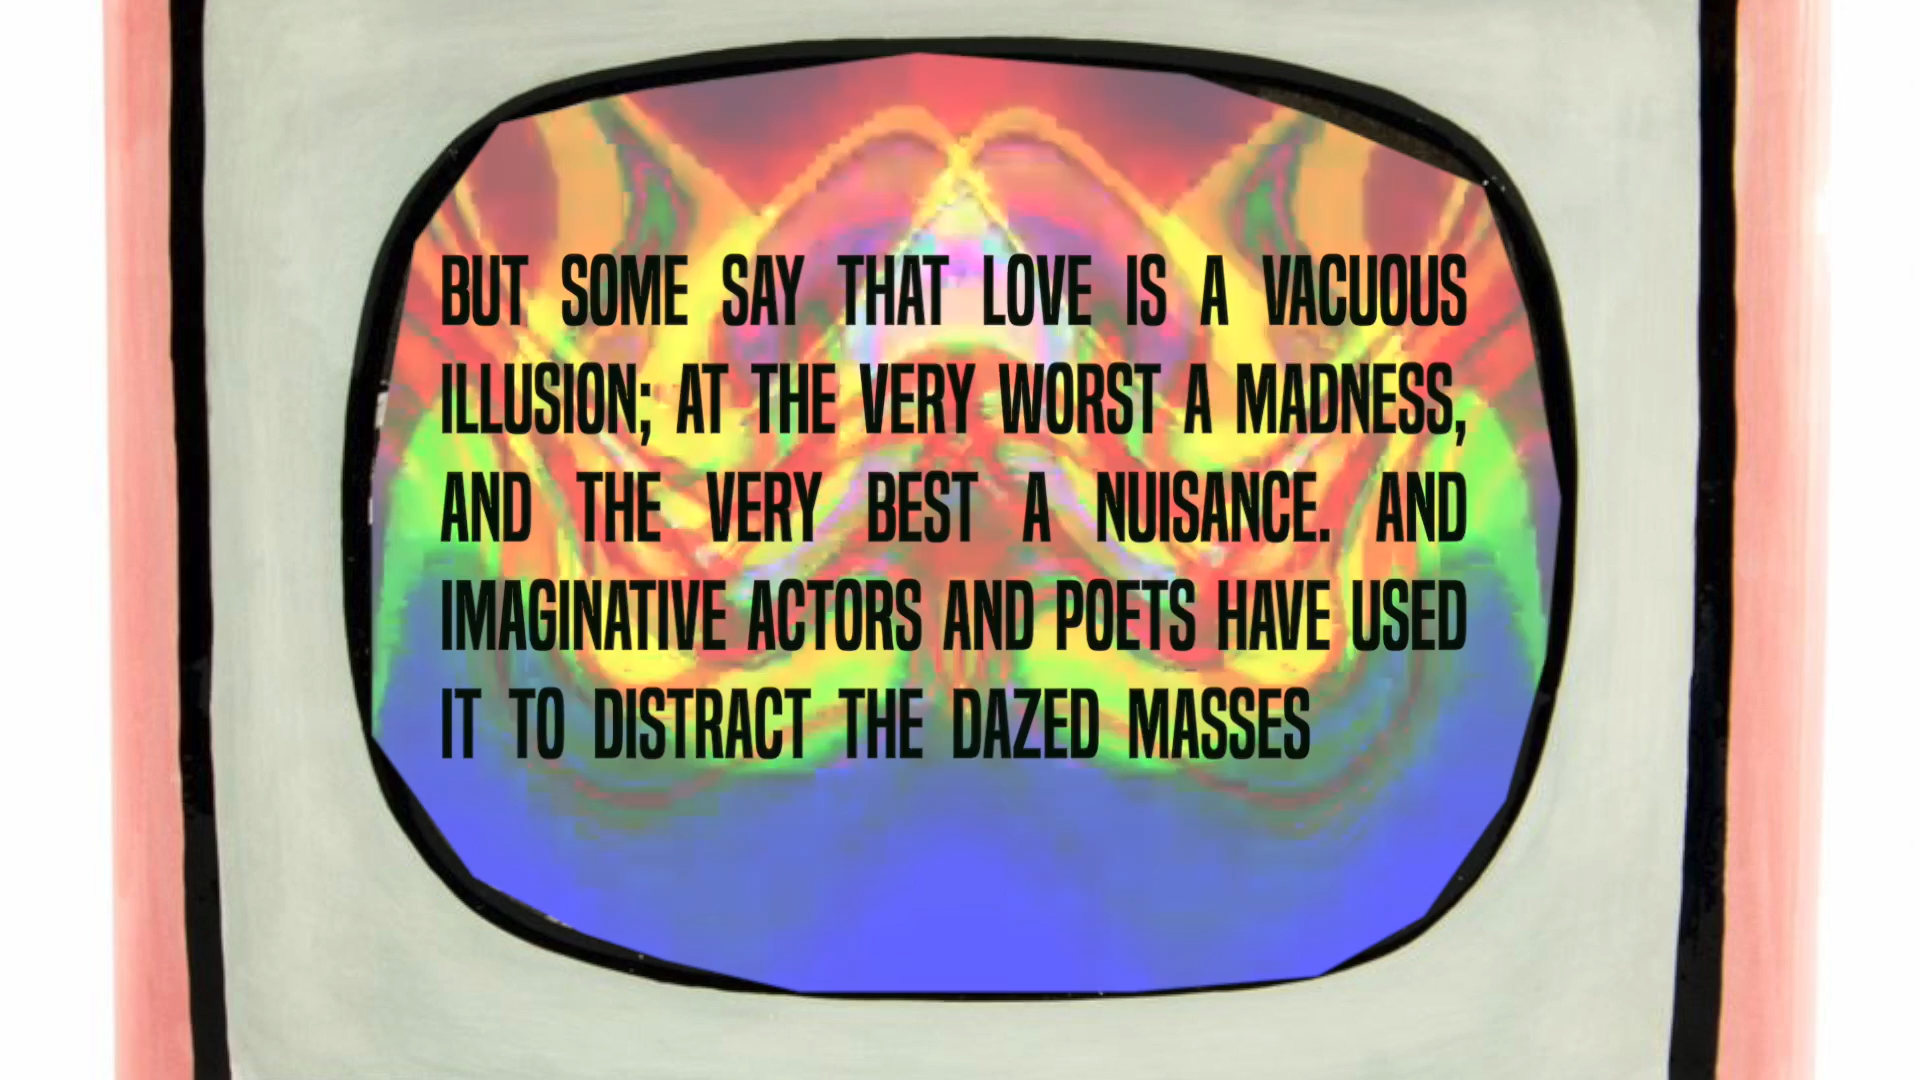 BUT SOME SAY THAT LOVE IS A VACUOUS
ILLUSION; AT THE VERY WORST A MADNESS,
AND THE VERY BEST A NUISANCE. AND
IMAGINATIVE ACTORS AND POETS HAVE USED
IT TO DISTRACT THE DAZED MASSES